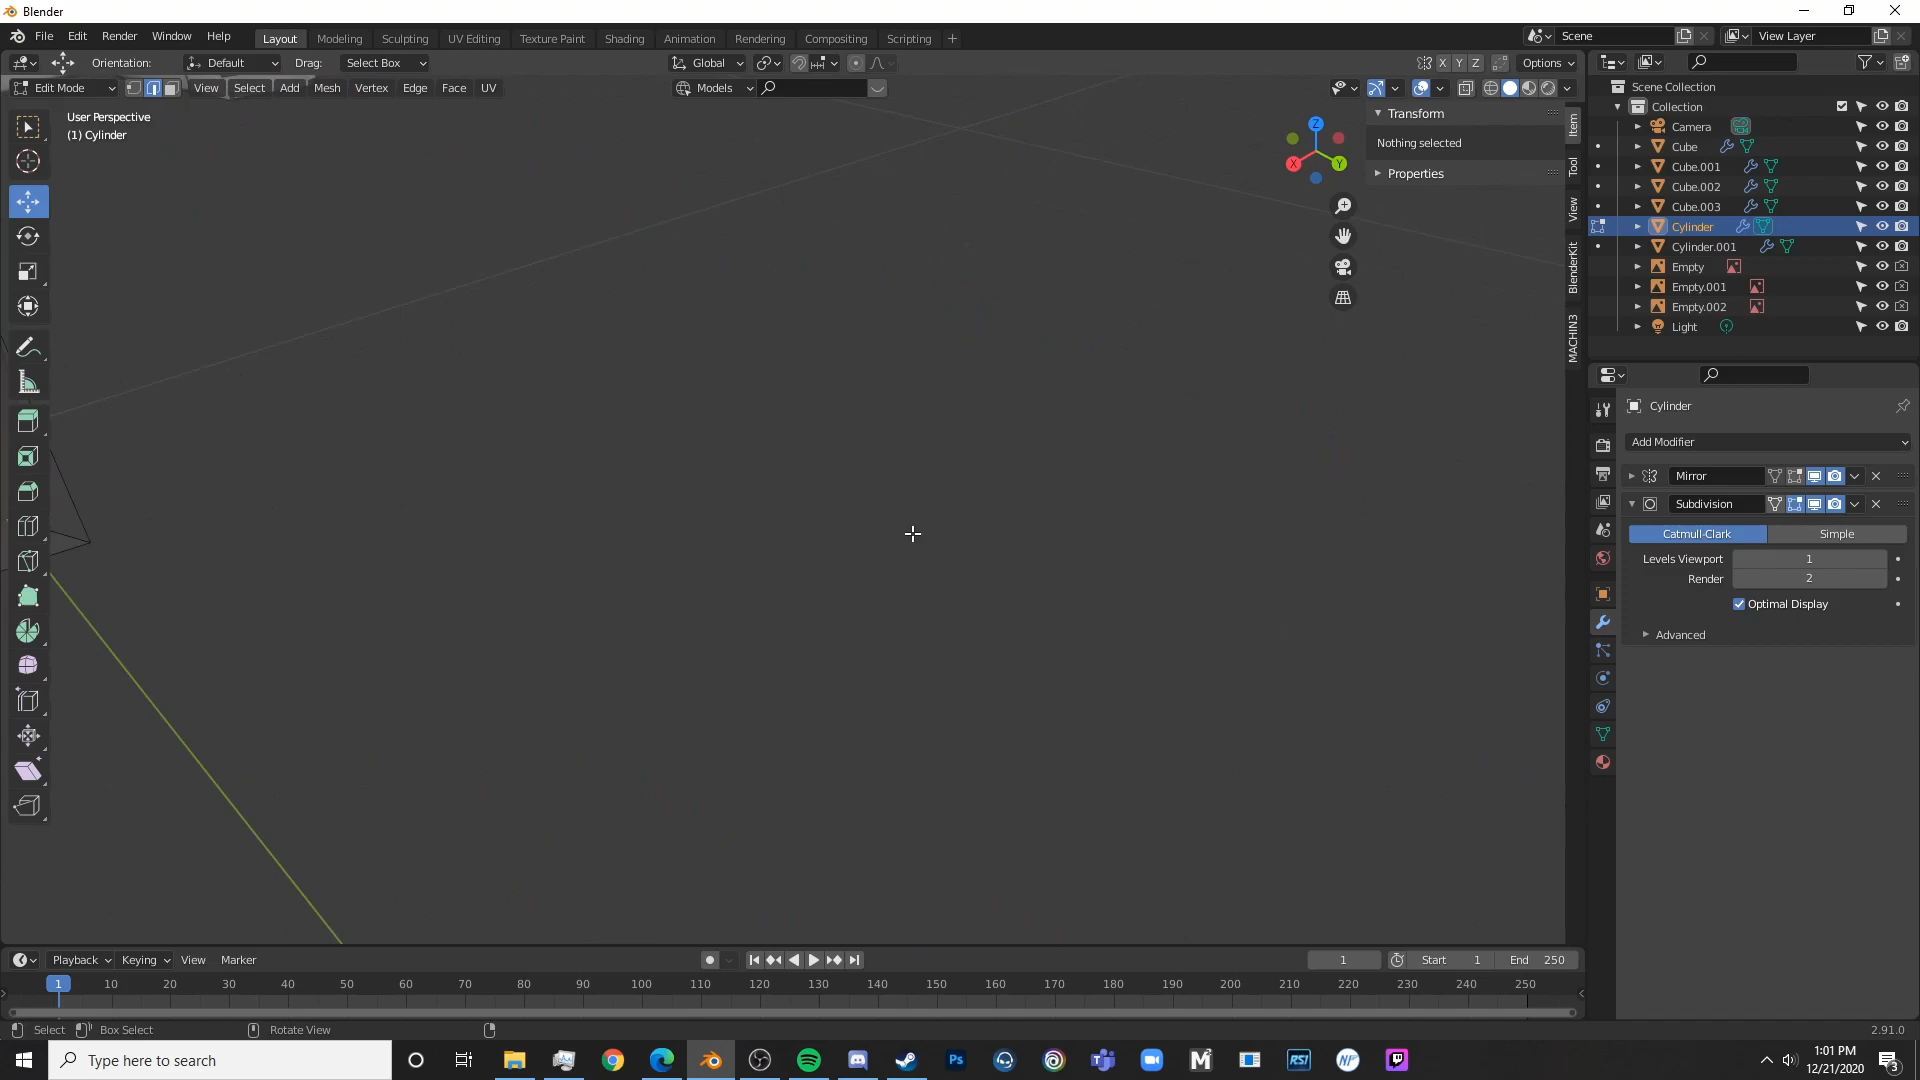 Blender
File Edit Render Window Help
Layout Modeling Sculpting UV Editing Texture Paint Shading Animation Rendering Compositing Scripting +
Scene
View Layer
Orientation: Default Drag: Select Box
Global
X Y Z Options
Edit Mode View Select Add Mesh Vertex Edge Face UV
Models
User Perspective
(1) Cylinder
Z
X
Y
Transform
Nothing selected
Properties
Item
Tool
View
BlenderKit
MACHIN3
Scene Collection
Collection
Camera
Cube
Cube.001
Cube.002
Cube.003
Cylinder
Cylinder.001
Empty
Empty.001
Empty.002
Light
Cylinder
Add Modifier
Mirror
Subdivision
Catmull-Clark Simple
Levels Viewport 1
Render 2
Optimal Display
Advanced
Playback Keying View Marker
1 Start 1 End 250
1 10 20 30 40 50 60 70 80 90 100 110 120 130 140 150 160 170 180 190 200 210 220 230 240 250
Select Box Select Rotate View
2.91.0
Type here to search
Ps
M
RSI
NP
1:01 PM
12/21/2020
3